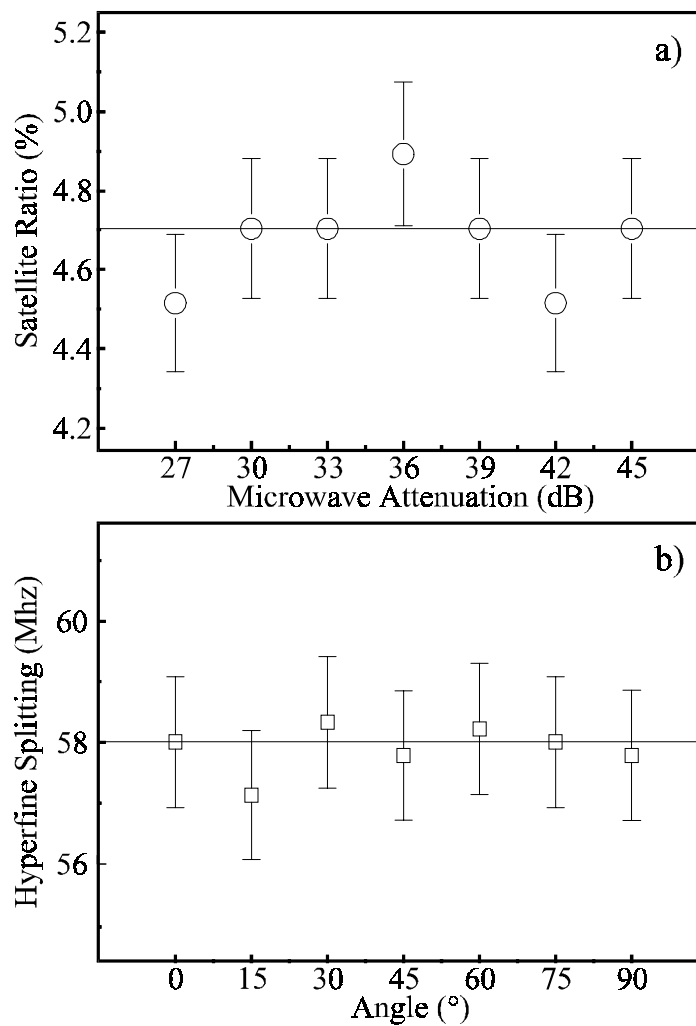 a)
5.2
5.0
4.8
4.6
4.4
4.2
Satellite Ratio (%)
27 30 33 36 39 42 45
Microwave Attenuation (dB)
b)
60
58
56
Hyperfine Splitting (Mhz)
0 15 30 45 60 75 90
Angle (°)